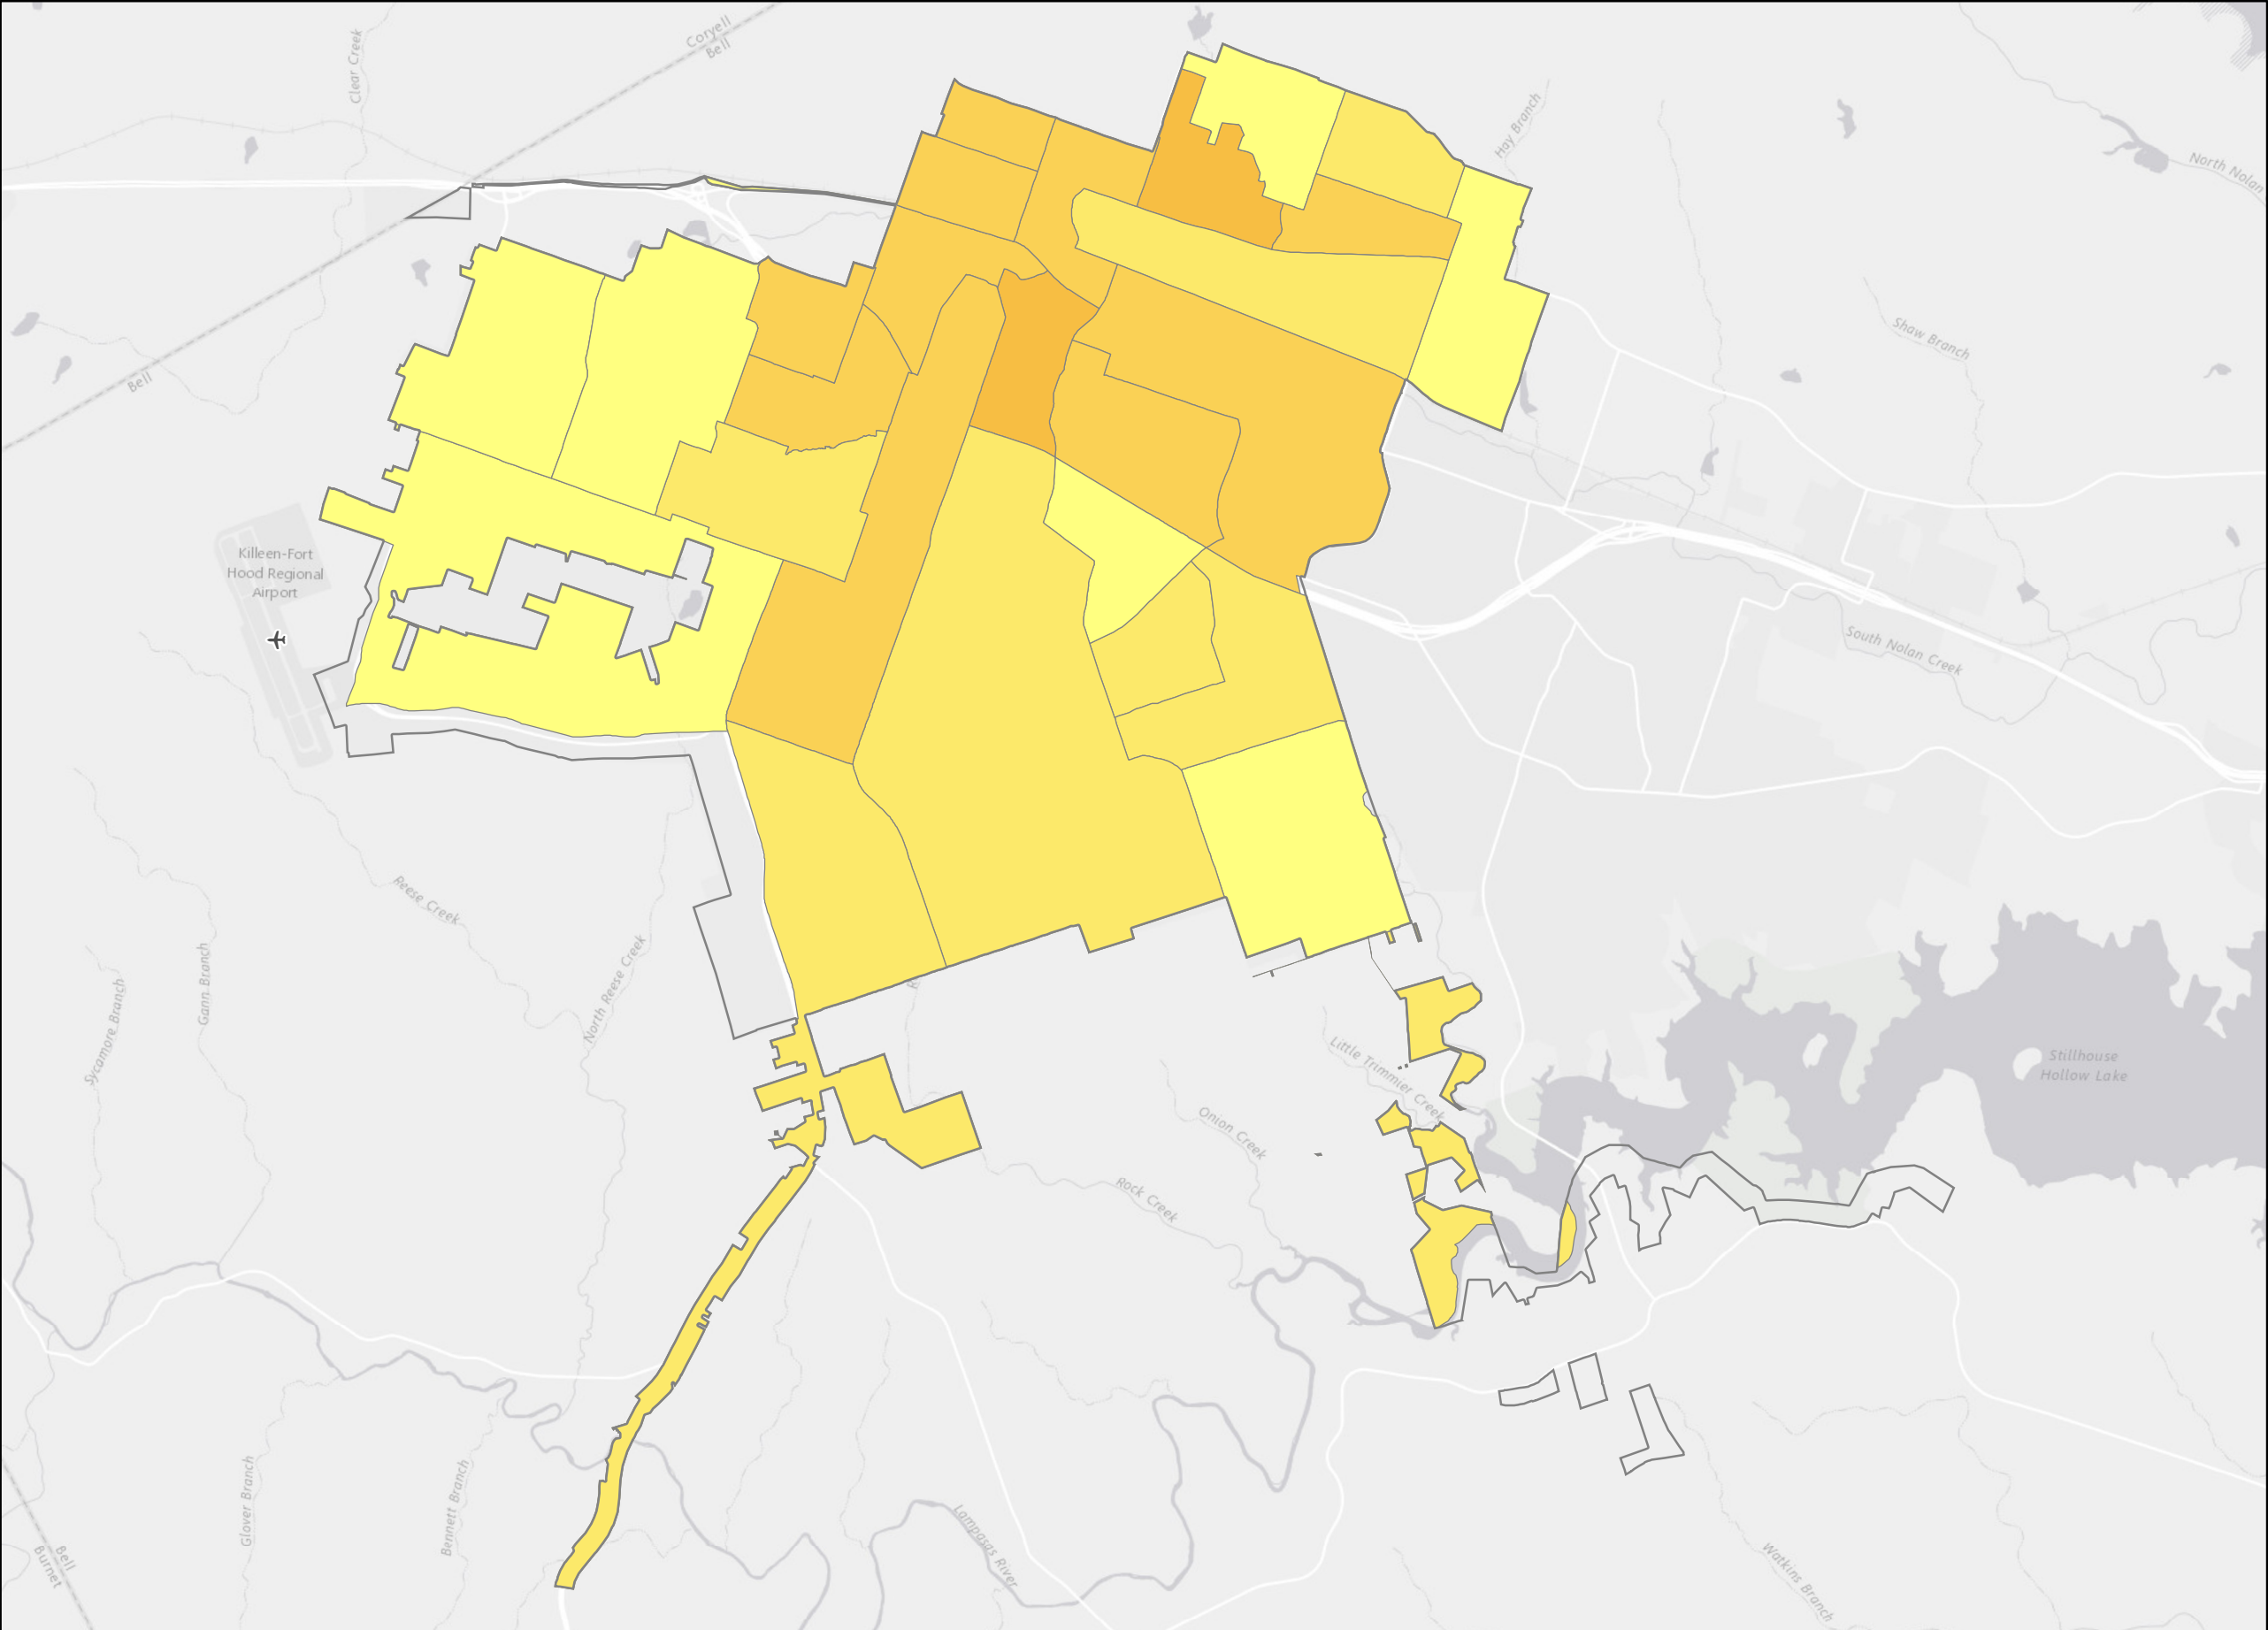 Coryell
Bell
Clear Creek
Hay Branch
North Nolan
Shaw Branch
Bell
Killeen-Fort
Hood Regional
Airport
South Nolan Creek
Reese Creek
North Reese Creek
Gann Branch
Sycamore Branch
Stillhouse
Hollow Lake
Little Trimmier Creek
Onion Creek
Rock Creek
Glover Branch
Bennett Branch
Lampasas River
Watkins Branch
Bell
Burnet